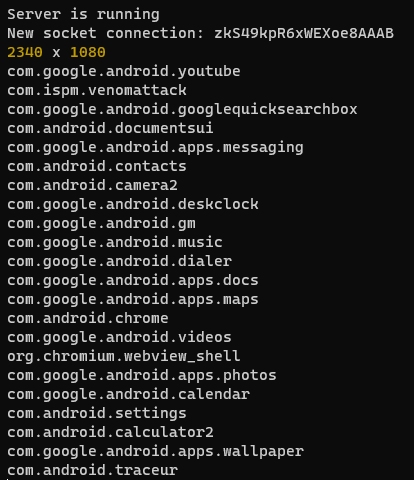 Server is running
New socket connection: zkS49kpR6xWEXoe8AAAB
2340 x 1080
com.google.android.youtube
com.ispm.venomattack
com.google.android.googlequicksearchbox
com.android.documentsui
com.google.android.apps.messaging
com.android.contacts
com.android.camera2
com.google.android.deskclock
com.google.android.gm
com.google.android.music
com.google.android.dialer
com.google.android.apps.docs
com.google.android.apps.maps
com.android.chrome
com.google.android.videos
org.chromium.webview_shell
com.google.android.apps.photos
com.google.android.calendar
com.android.settings
com.android.calculator2
com.google.android.apps.wallpaper
com.android.traceur